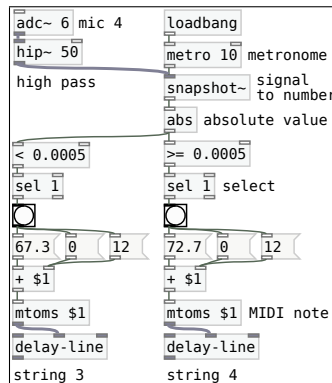 adc~ 6 mic 4 loadbang
hip~ 50 metro 10 metronome
high pass snapshot~ signal to number
abs absolute value
< 0.0005 >= 0.0005
sel 1 sel 1 select
67.3 0 12 72.7 0 12
+ $1 + $1
mtoms $1 mtoms $1 MIDI note
delay-line delay-line
string 3 string 4